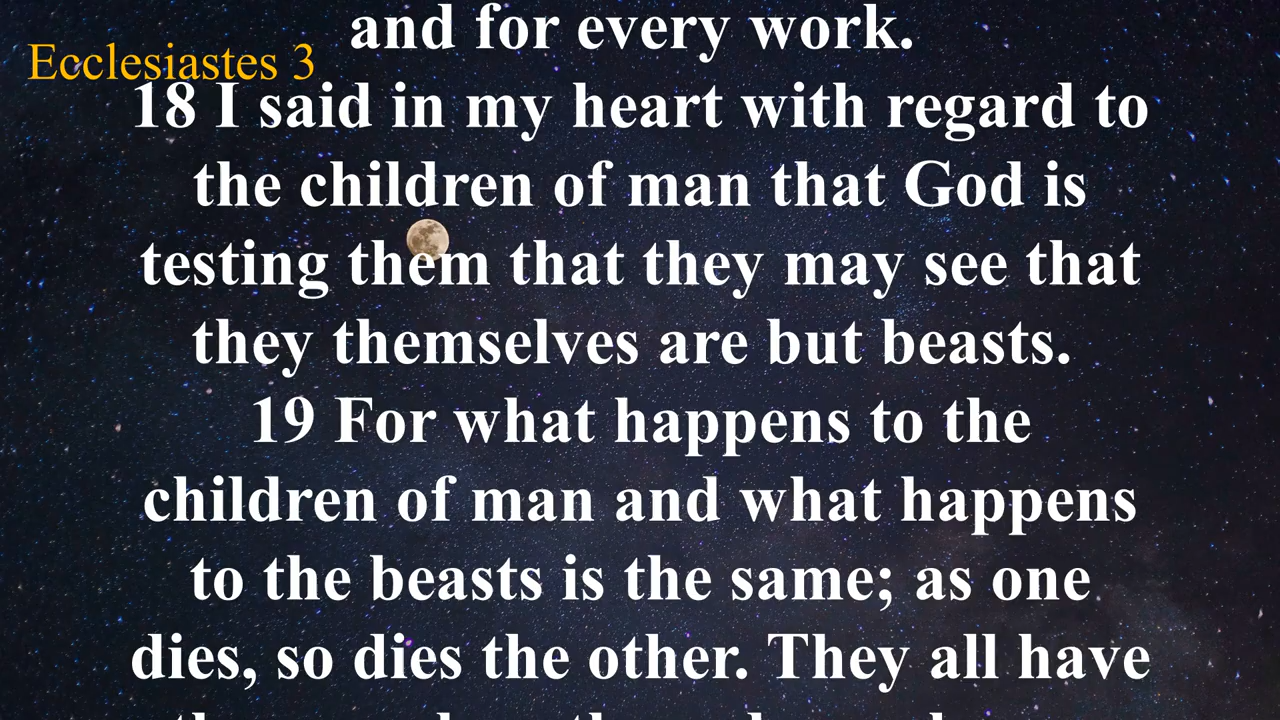 and for every work.
Ecclesiastes 3
18 I said in my heart with regard to
the children of man that God is
testing them that they may see that
they themselves are but beasts.
19 For what happens to the
children of man and what happens
to the beasts is the same; as one
dies, so dies the other. They all have